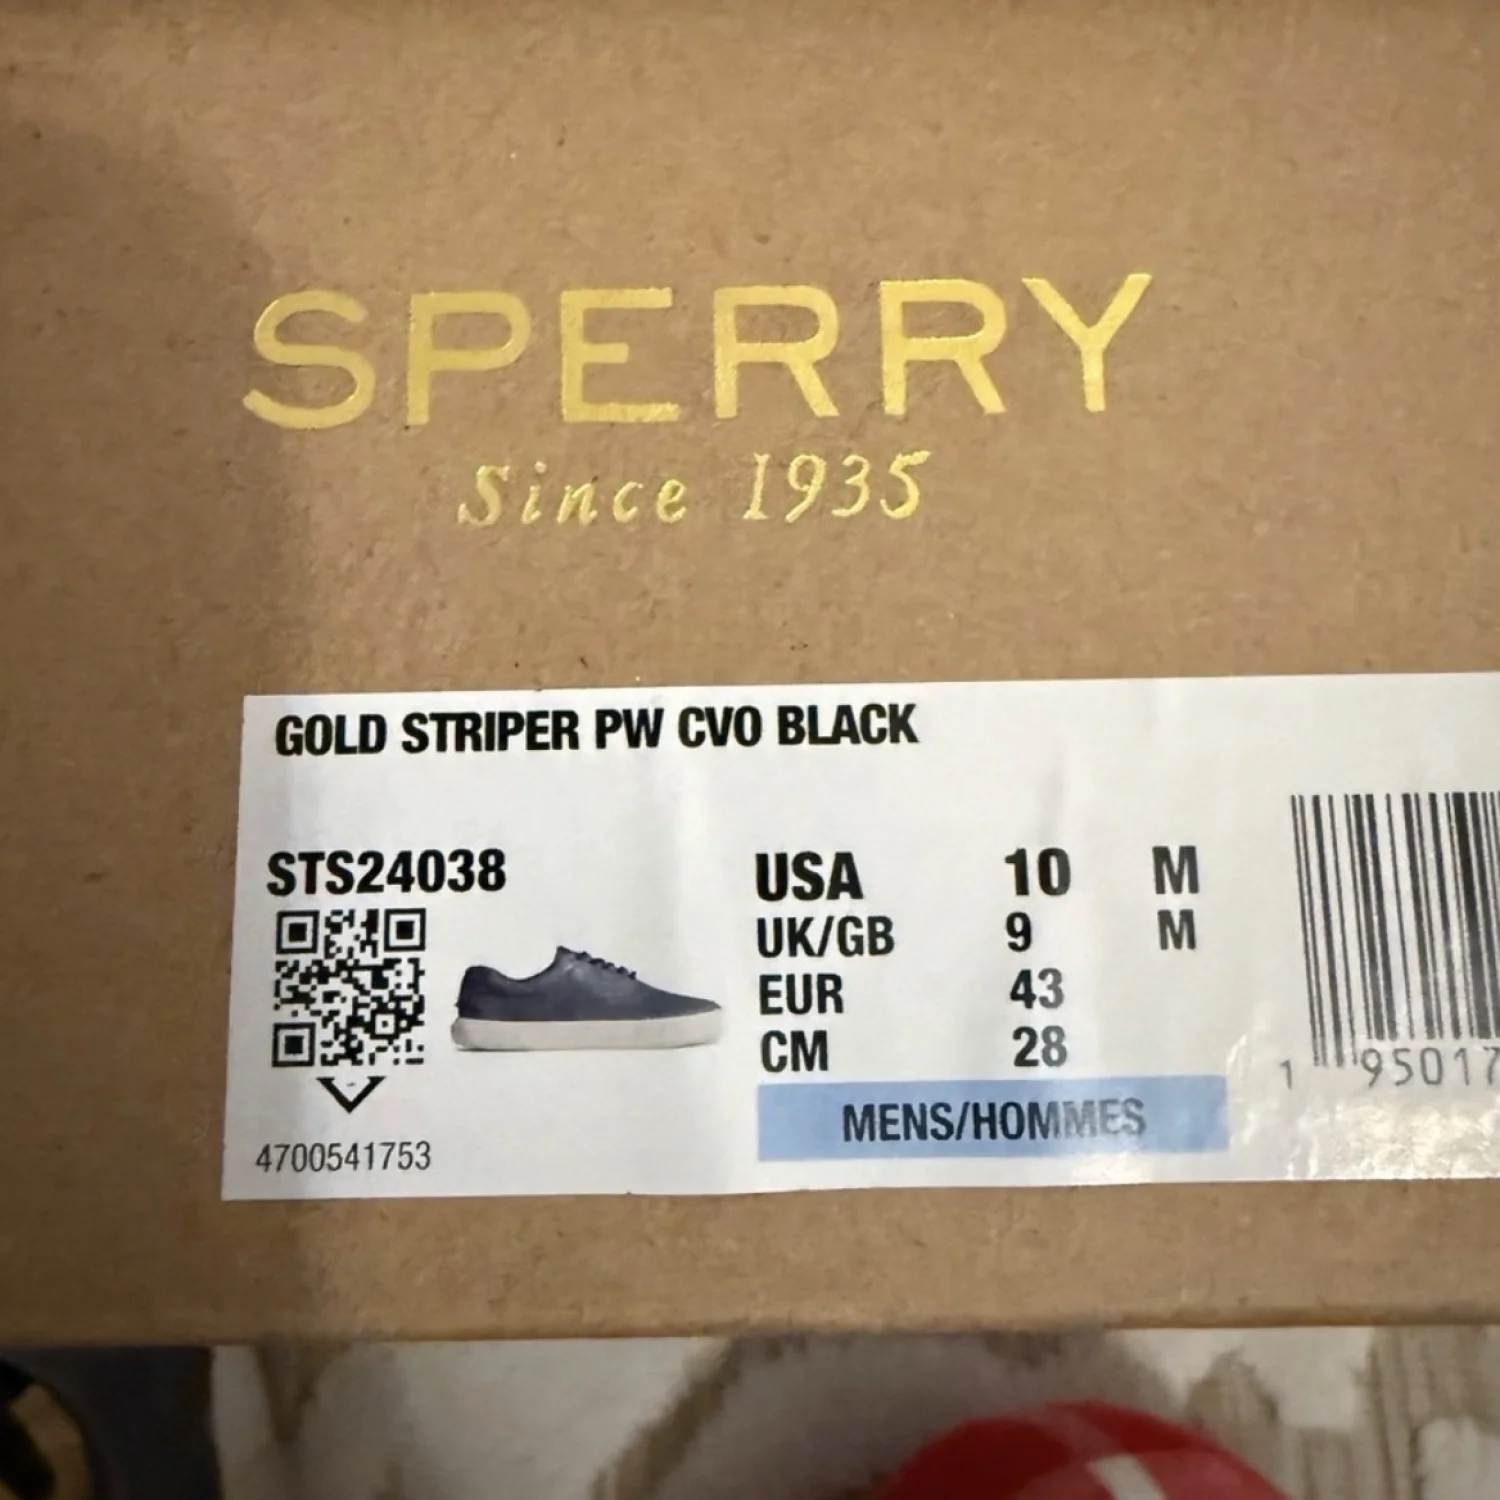 SPERRY
Since 1935
GOLD STRIPER PW CVO BLACK
STS24038
USA 10 M
UK/GB 9 M
EUR 43
CM 28
MENS/HOMMES
4700541753
1 95017